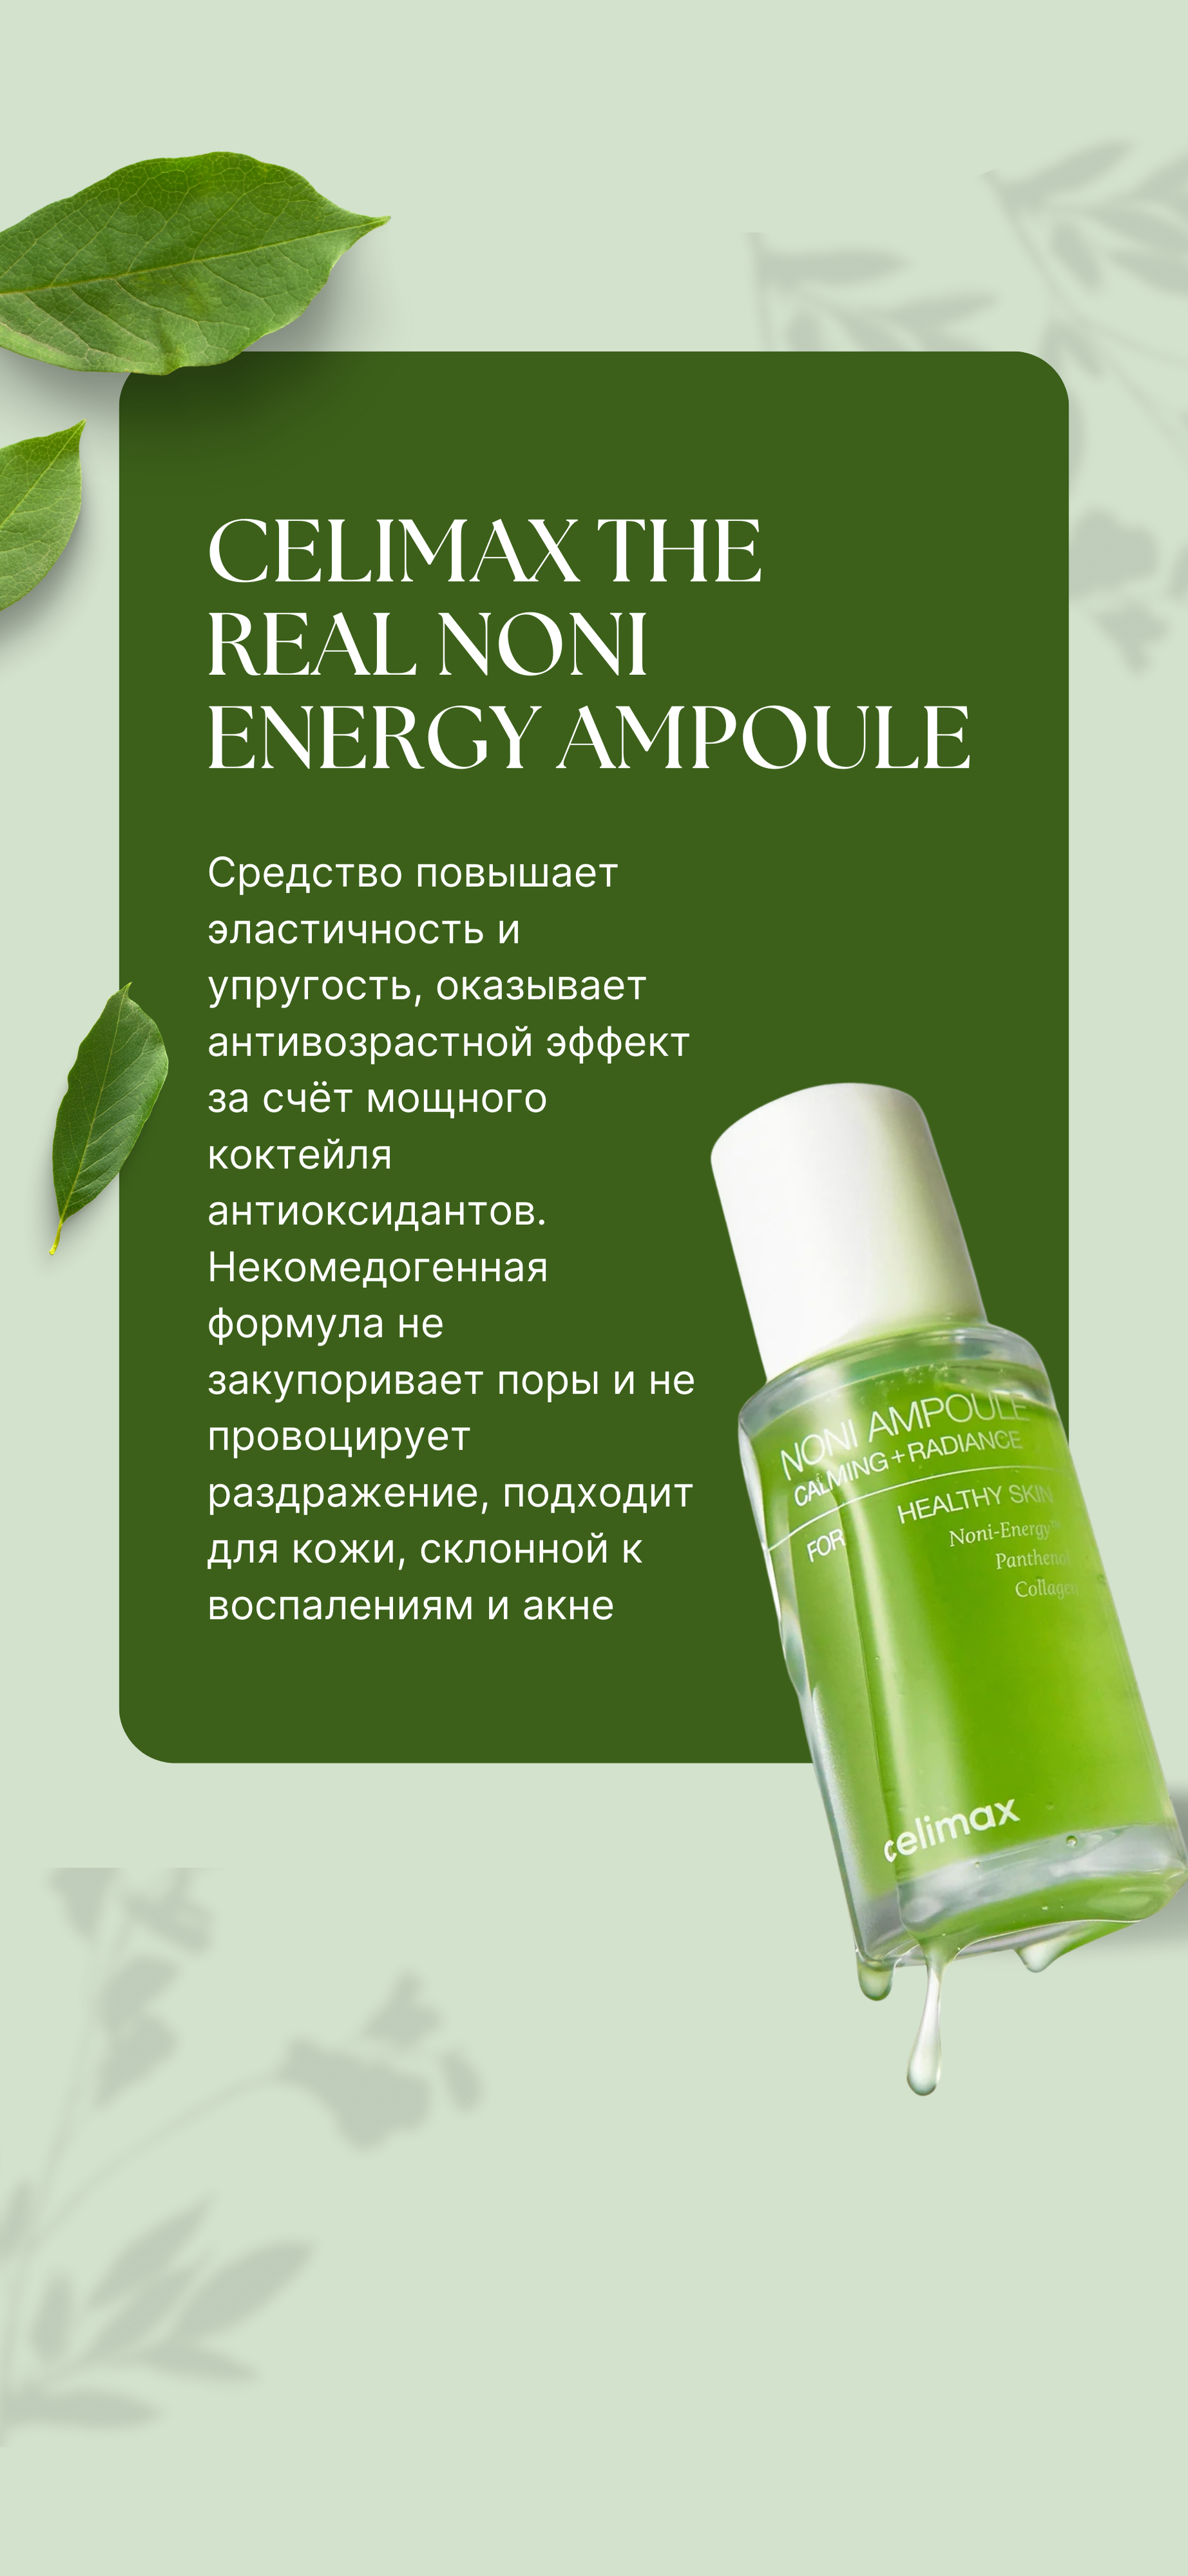 CELIMAX THE
REAL NONI
ENERGY AMPOULE
Средство повышает
эластичность и
упругость, оказывает
антивозрастной эффект
за счёт мощного
коктейля
антиоксидантов.
Некомедогенная
формула не
закупоривает поры и не
провоцирует
раздражение, подходит
для кожи, склонной к
воспалениям и акне
NONI AMPOULE
CALMING+RADIANCE
FOR HEALTHY SKIN
Noni-Energy™
Panthenol
Collagen
celimax